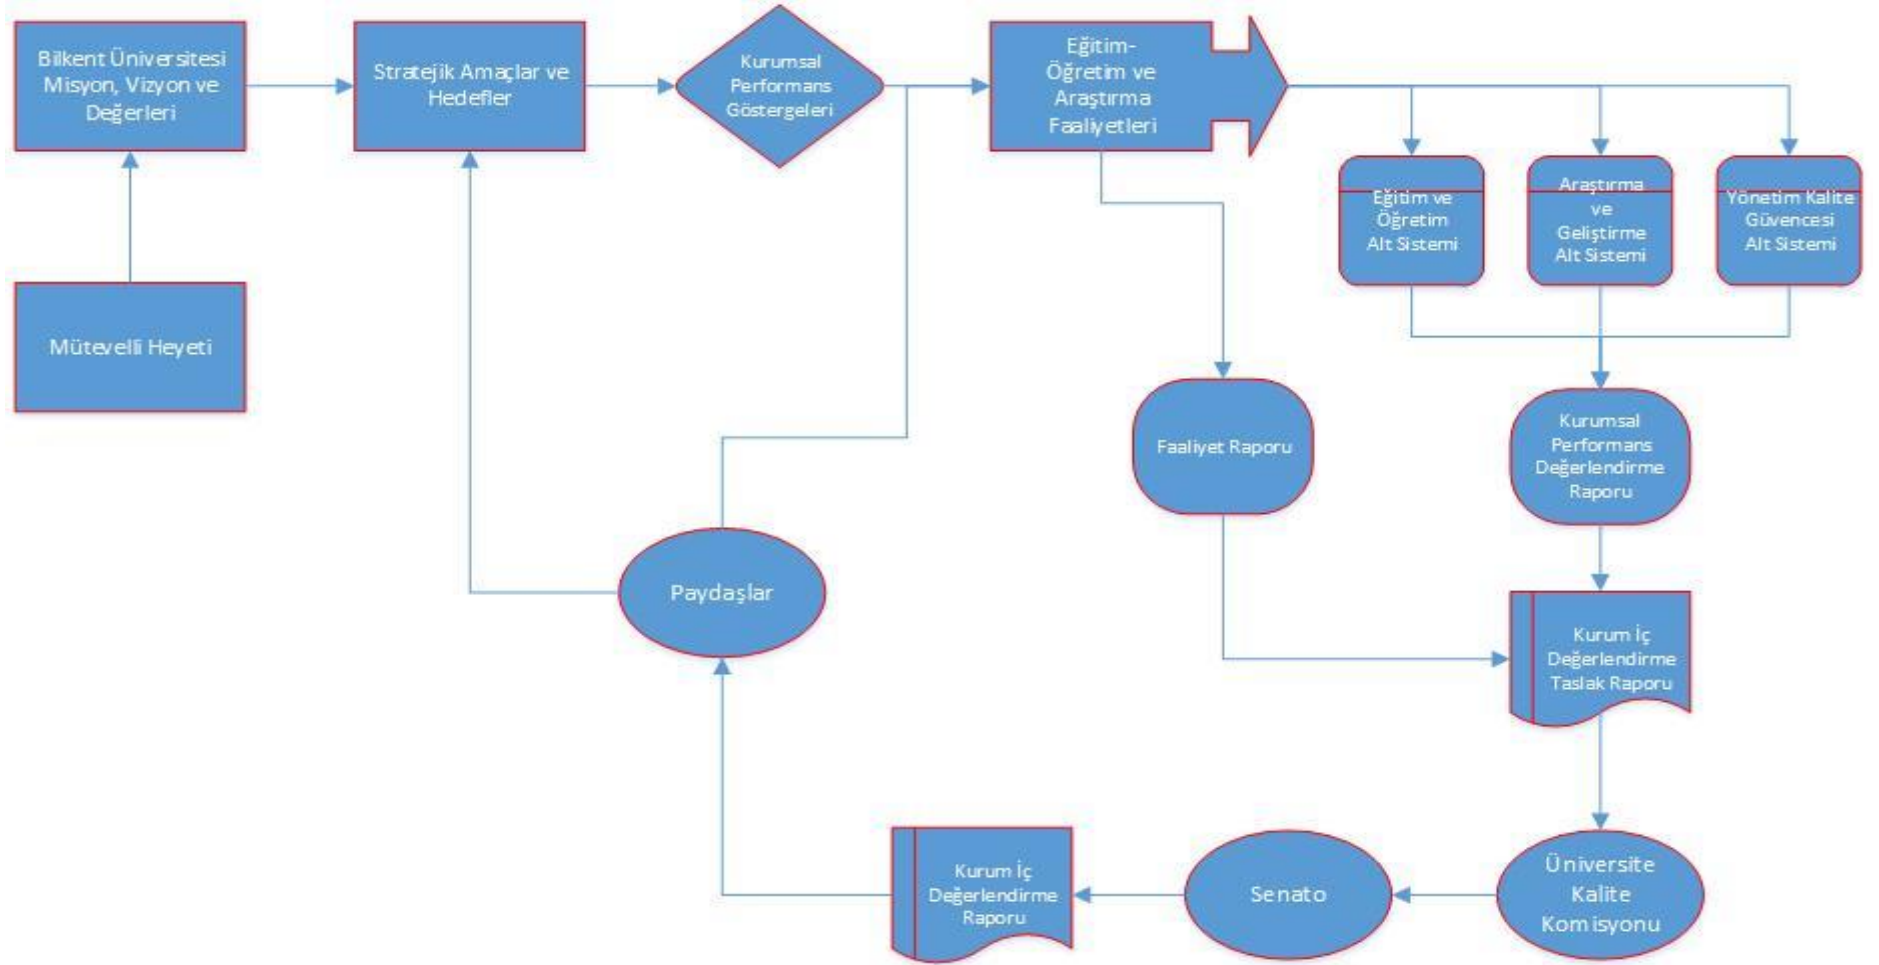 Bilkent Üniversitesi
Misyon, Vizyon ve
Değerleri
Stratejik Amaçlar ve
Hedefler
Kurumsal
Performans
Göstergeleri
Eğitim-
Öğretim ve
Araştırma
Faaliyetleri
Eğitim ve
Öğretim
Alt Sistemi
Araştırma
ve
Geliştirme
Alt Sistemi
Yönetim Kalite
Güvencesi
Alt Sistemi
Mütevelli Heyeti
Faaliyet Raporu
Kurumsal
Performans
Değerlendirme
Raporu
Paydaşlar
Kurum İç
Değerlendirme
Taslak Raporu
Kurum İç
Değerlendirme
Raporu
Senato
Üniversite
Kalite
Komisyonu